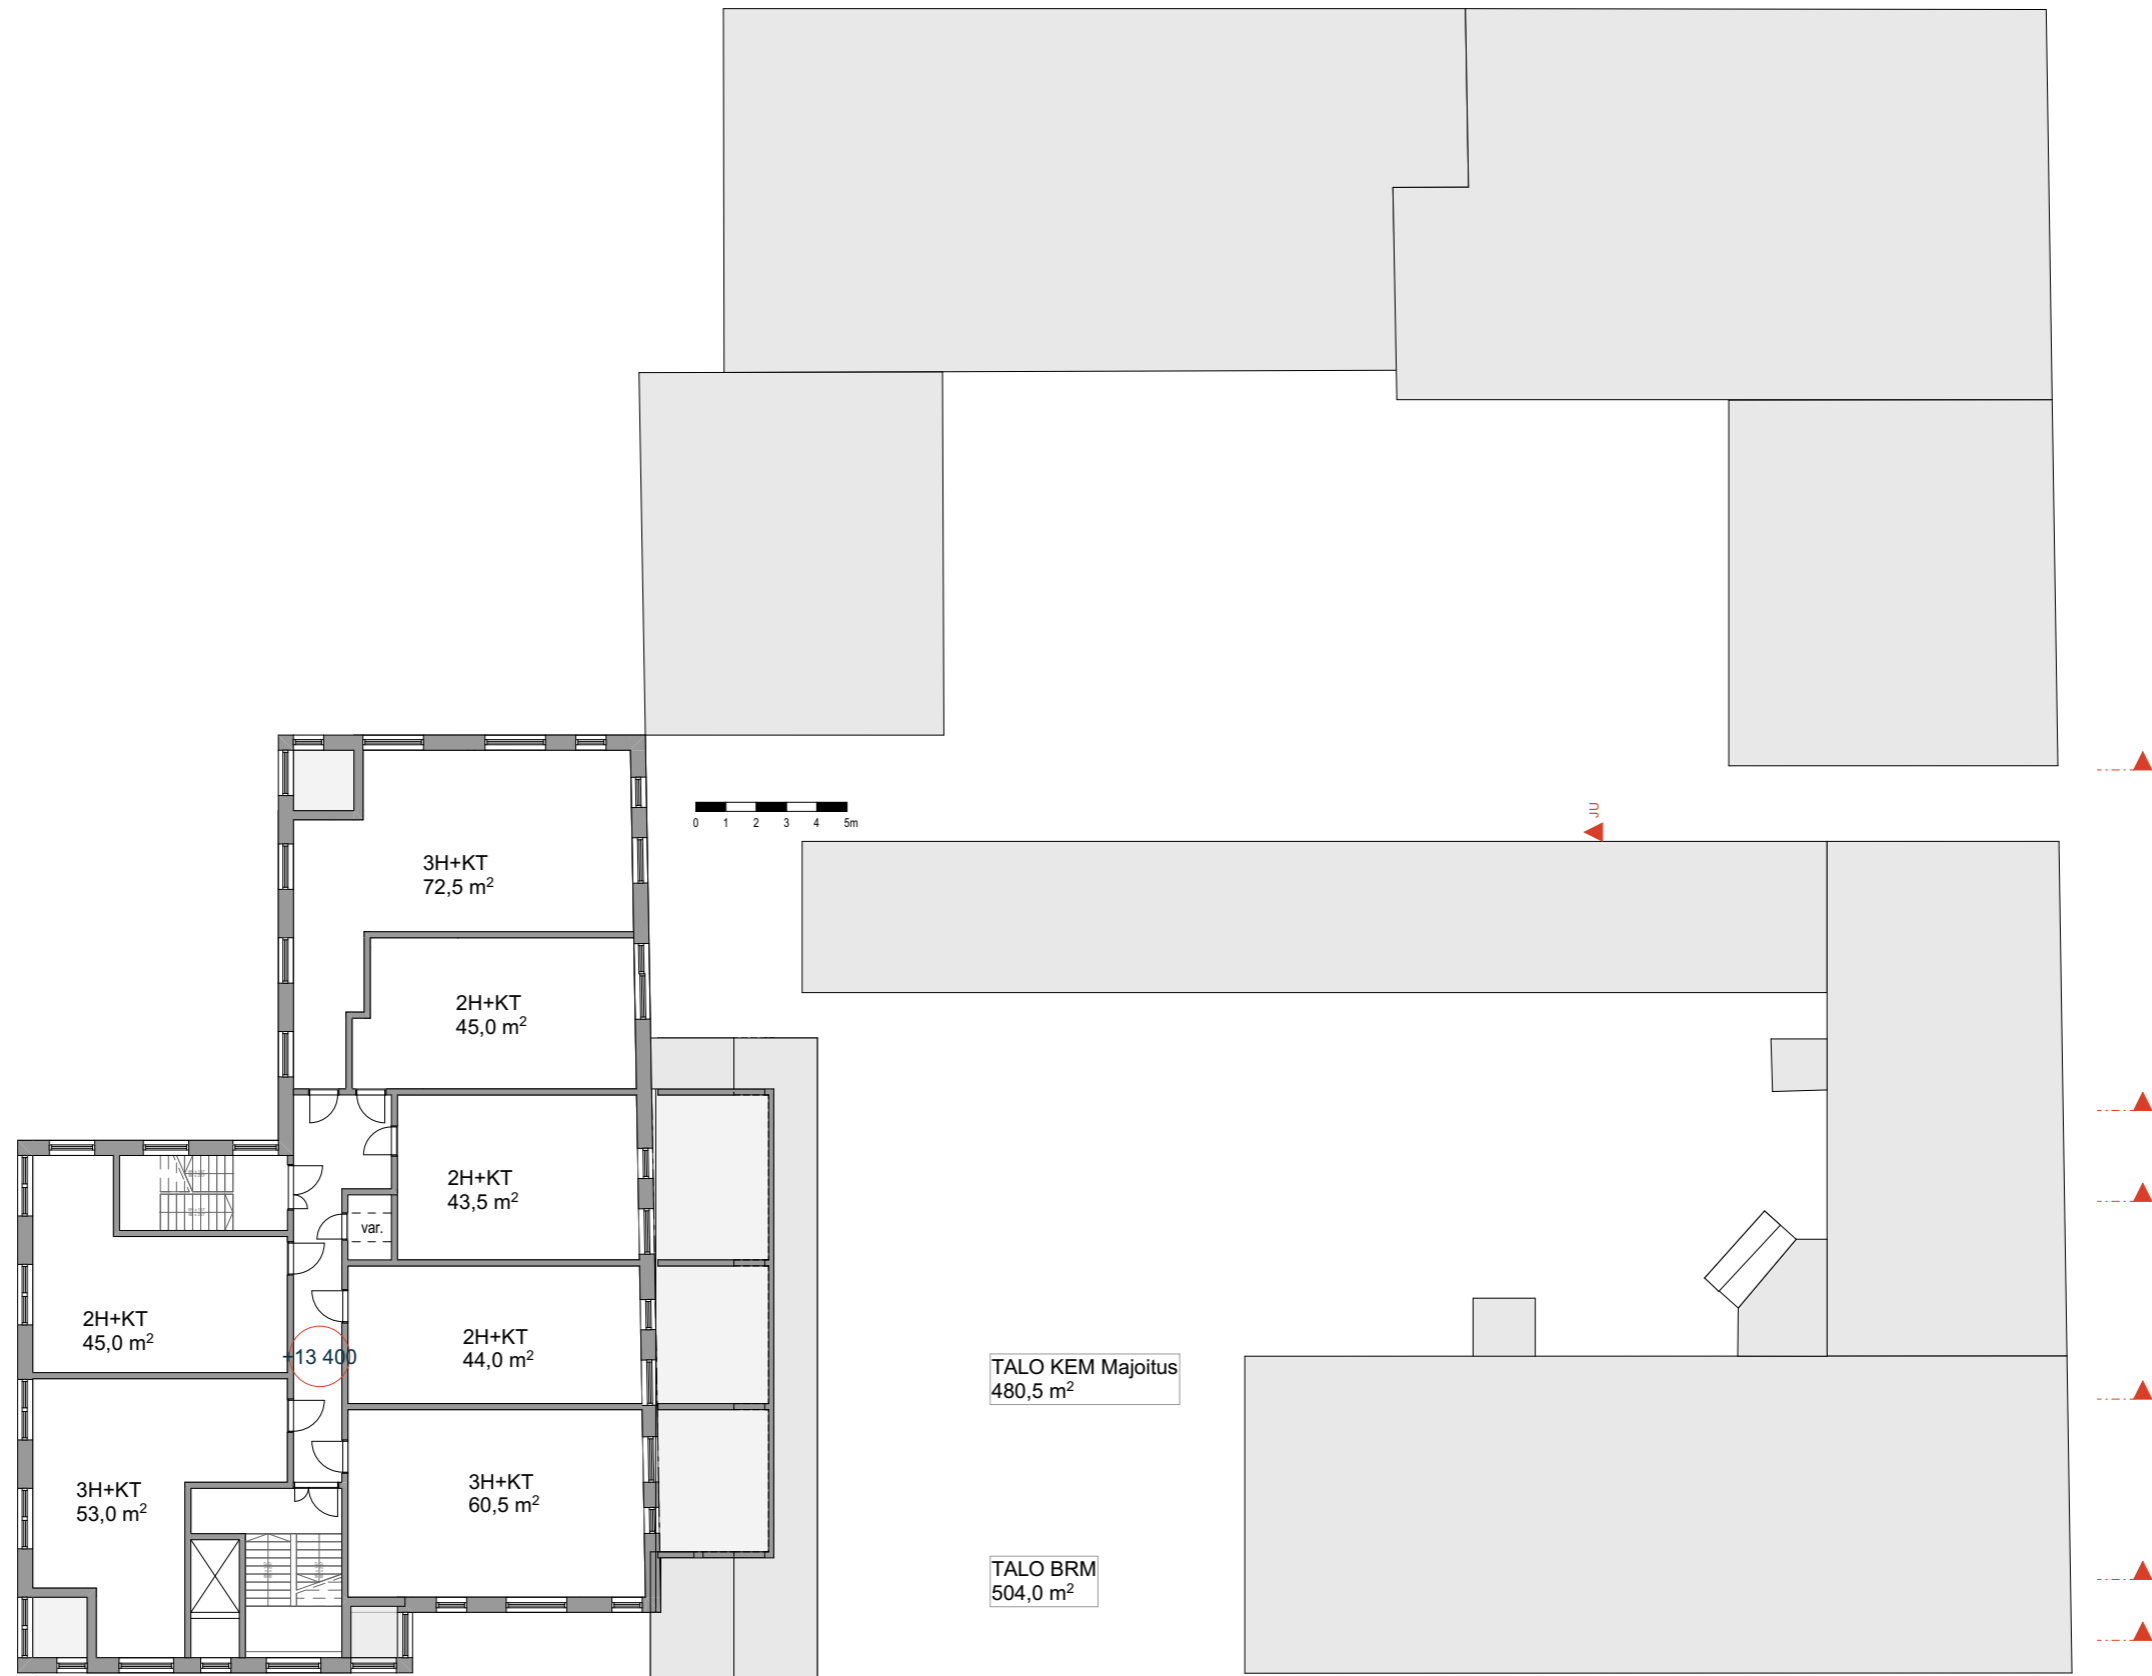 0 1 2 3 4 5m
JU
3H+KT
72,5 m²
2H+KT
45,0 m²
2H+KT
43,5 m²
var.
2H+KT
45,0 m²
+13 400
2H+KT
44,0 m²
TALO KEM Majoitus
480,5 m²
3H+KT
53,0 m²
3H+KT
60,5 m²
TALO BRM
504,0 m²